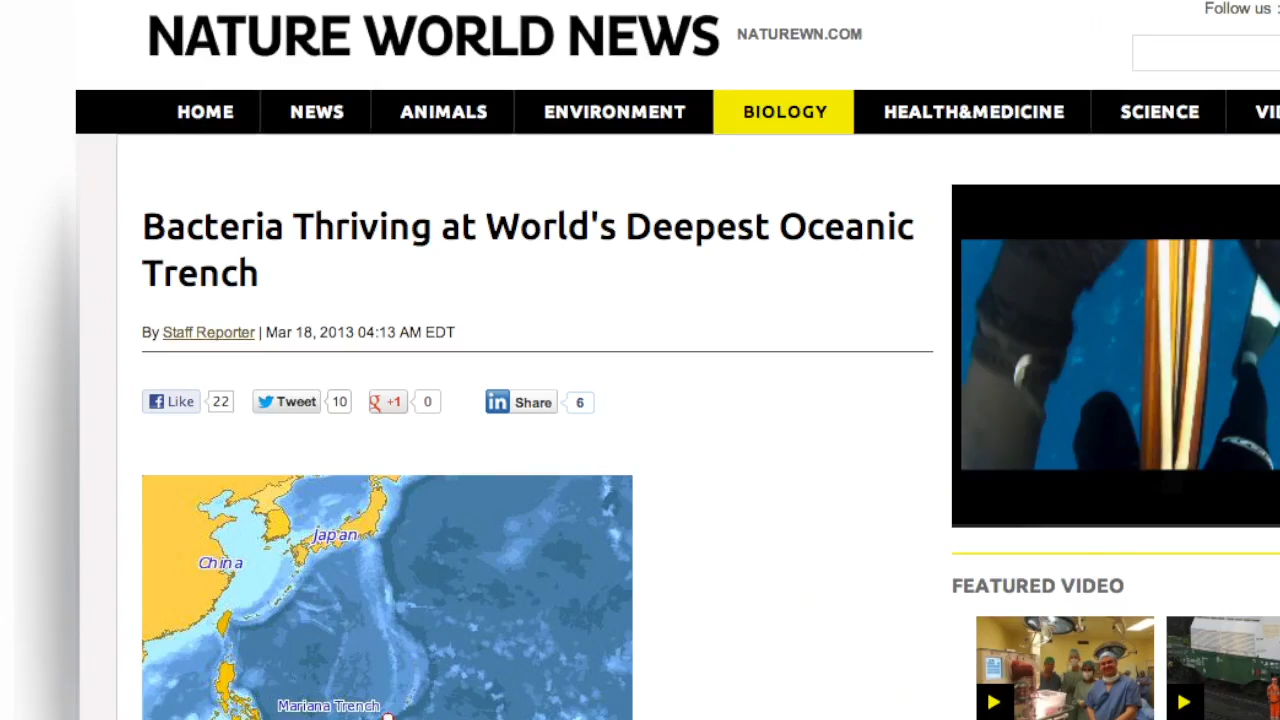 Follow us :
NATURE WORLD NEWS NATUREWN.COM
HOME NEWS ANIMALS ENVIRONMENT BIOLOGY HEALTH&MEDICINE SCIENCE VI
Bacteria Thriving at World's Deepest Oceanic
Trench
By Staff Reporter | Mar 18, 2013 04:13 AM EDT
Like 22 Tweet 10 +1 0 in Share 6
Japan
China
FEATURED VIDEO
Mariana Trench